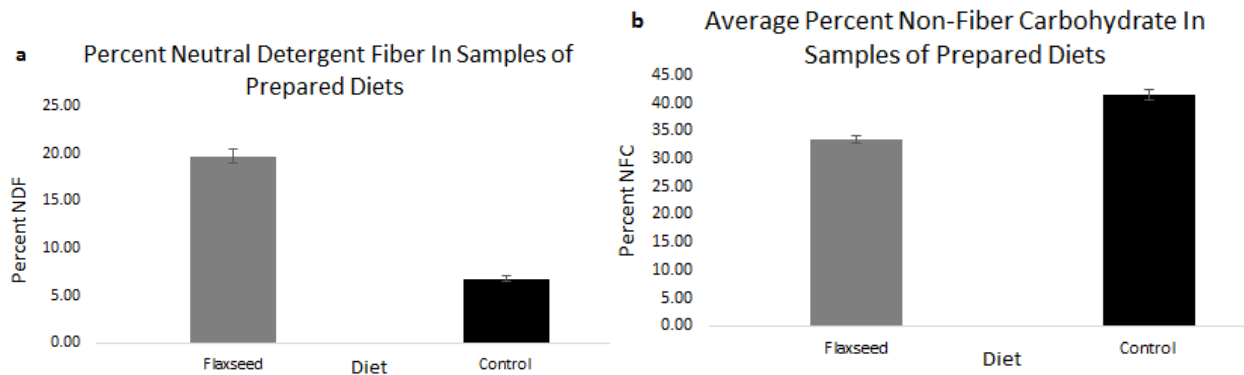 a
Percent Neutral Detergent Fiber In Samples of
Prepared Diets
25.00
20.00
15.00
10.00
5.00
0.00
Percent NDF
Flaxseed
Control
Diet
b
Average Percent Non-Fiber Carbohydrate In
Samples of Prepared Diets
45.00
40.00
35.00
30.00
25.00
20.00
15.00
10.00
5.00
0.00
Percent NFC
Flaxseed
Control
Diet